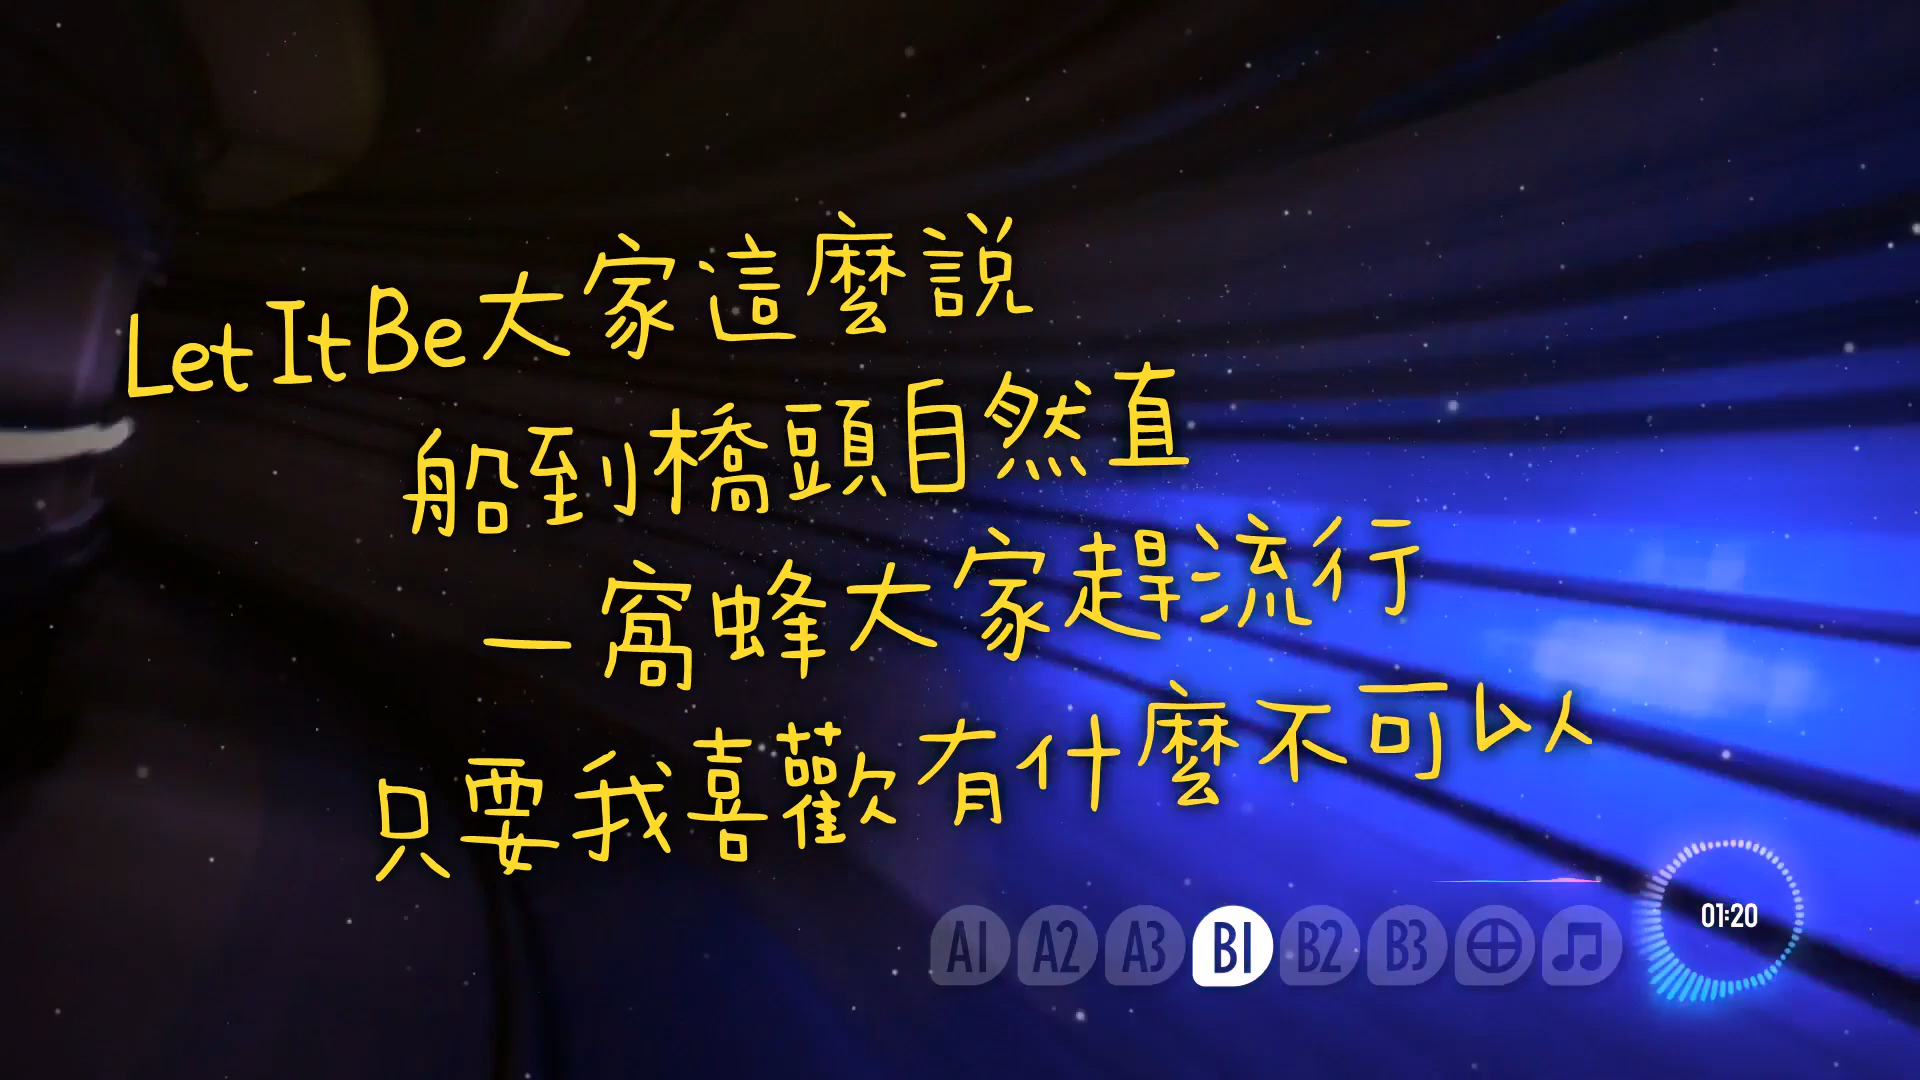 Let It Be大家這麼說
船到橋頭自然直
一窩蜂大家趕流行
只要我喜歡有什麼不可以
A1 A2 A3 B1 B2 B3
01:20